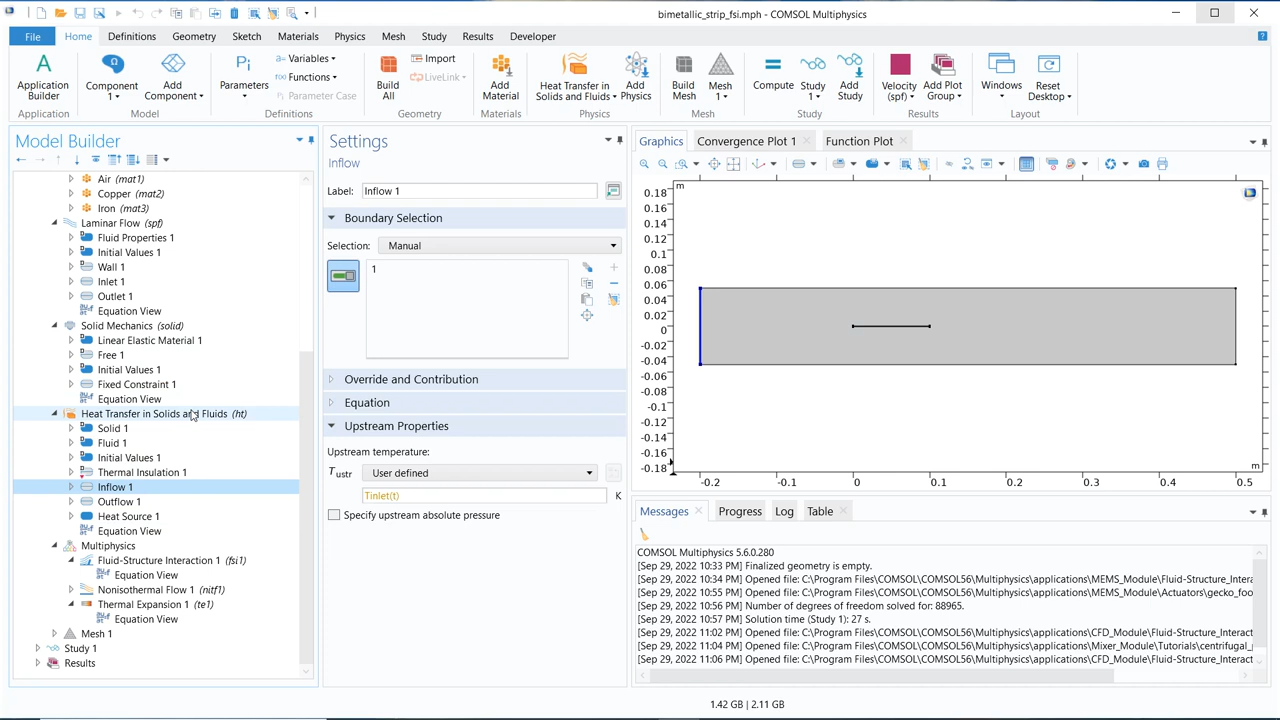 bimetallic_strip_fsi.mph - COMSOL Multiphysics
File Home Definitions Geometry Sketch Materials Physics Mesh Study Results Developer
Application Builder
Component 1
Add Component
Parameters
Variables
Functions
Parameter Case
Build All
Import
LiveLink
Add Material
Heat Transfer in Solids and Fluids
Add Physics
Build Mesh
Mesh 1
Compute
Study 1
Add Study
Velocity (spf)
Add Plot Group
Windows
Reset Desktop
Application Model Definitions Geometry Materials Physics Mesh Study Results Layout
Model Builder
Air (mat1)
Copper (mat2)
Iron (mat3)
Laminar Flow (spf)
Fluid Properties 1
Initial Values 1
Wall 1
Inlet 1
Outlet 1
Equation View
Solid Mechanics (solid)
Linear Elastic Material 1
Free 1
Initial Values 1
Fixed Constraint 1
Equation View
Heat Transfer in Solids and Fluids (ht)
Solid 1
Fluid 1
Initial Values 1
Thermal Insulation 1
Inflow 1
Outflow 1
Heat Source 1
Equation View
Multiphysics
Fluid-Structure Interaction 1 (fsi1)
Equation View
Nonisothermal Flow 1 (nitf1)
Thermal Expansion 1 (te1)
Equation View
Mesh 1
Study 1
Results
Settings
Inflow
Label: Inflow 1
Boundary Selection
Selection: Manual
1
Override and Contribution
Equation
Upstream Properties
Upstream temperature:
Tustr User defined
Tinlet(t) K
Specify upstream absolute pressure
Graphics Convergence Plot 1 Function Plot
m
0.18
0.16
0.14
0.12
0.1
0.08
0.06
0.04
0.02
0
-0.02
-0.04
-0.06
-0.08
-0.1
-0.12
-0.14
-0.16
-0.18
m
-0.2 -0.1 0 0.1 0.2 0.3 0.4 0.5
Messages Progress Log Table
COMSOL Multiphysics 5.6.0.280
[Sep 29, 2022 10:33 PM] Finalized geometry is empty.
[Sep 29, 2022 10:34 PM] Opened file: C:\Program Files\COMSOL\COMSOL56\Multiphysics\applications\MEMS_Module\Fluid-Structure_Intera
[Sep 29, 2022 10:55 PM] Opened file: C:\Program Files\COMSOL\COMSOL56\Multiphysics\applications\MEMS_Module\Actuators\gecko_foo
[Sep 29, 2022 10:56 PM] Number of degrees of freedom solved for: 88965.
[Sep 29, 2022 10:57 PM] Solution time (Study 1): 27 s.
[Sep 29, 2022 11:02 PM] Opened file: C:\Program Files\COMSOL\COMSOL56\Multiphysics\applications\CFD_Module\Fluid-Structure_Interact
[Sep 29, 2022 11:04 PM] Opened file: C:\Program Files\COMSOL\COMSOL56\Multiphysics\applications\Mixer_Module\Tutorials\centrifugal_
[Sep 29, 2022 11:06 PM] Opened file: C:\Program Files\COMSOL\COMSOL56\Multiphysics\applications\CFD_Module\Fluid-Structure_Interact
1.42 GB | 2.11 GB